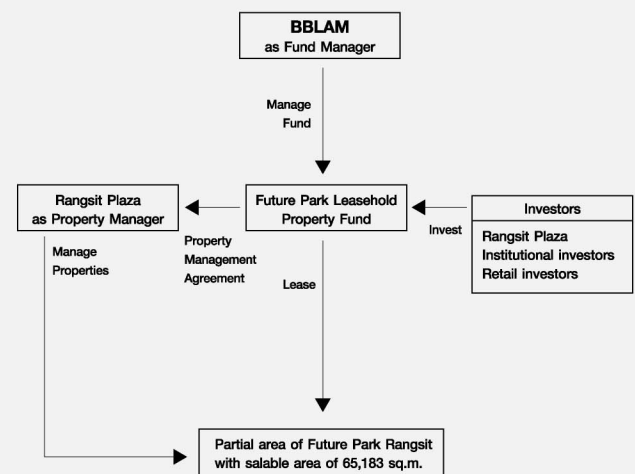 BBLAM
as Fund Manager
Manage
Fund
Rangsit Plaza
as Property Manager
Future Park Leasehold
Property Fund
Investors
Rangsit Plaza
Institutional investors
Retail investors
Invest
Property
Management
Agreement
Manage
Properties
Lease
Partial area of Future Park Rangsit
with salable area of 65,183 sq.m.